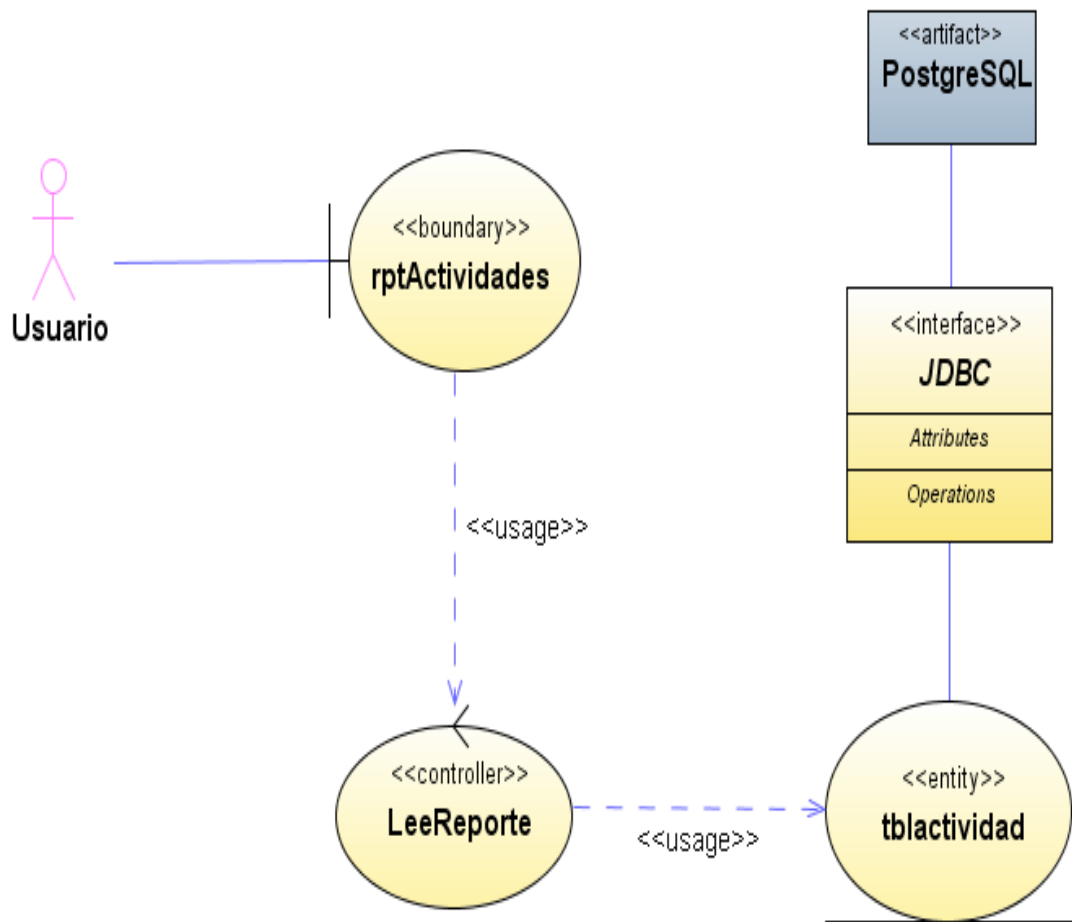 <<artifact>>
PostgreSQL
<<boundary>>
rptActividades
Usuario
<<interface>>
JDBC
Attributes
Operations
<<usage>>
<<controller>>
LeeReporte
<<usage>>
<<entity>>
tblactividad